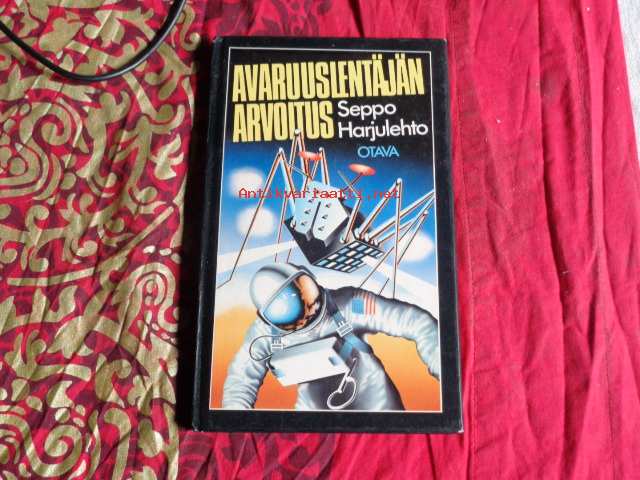 AVARUUSLENTÄJÄN
ARVOITUS
Seppo
Harjulehto
OTAVA
Antikvariaatti.net